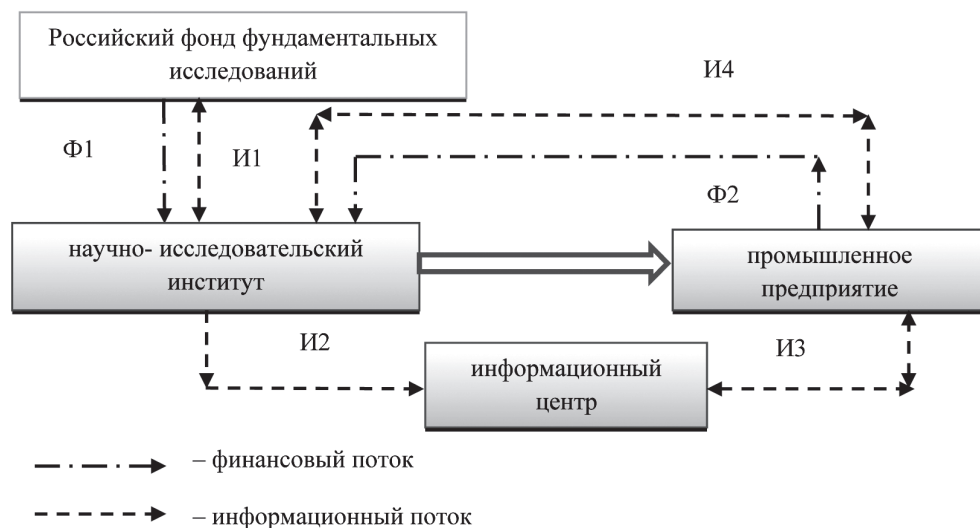 Российский фонд фундаментальных
исследований
И4
Ф1
И1
Ф2
научно- исследовательский
институт
промышленное
предприятие
И2
И3
информационный
центр
– финансовый поток
– информационный поток